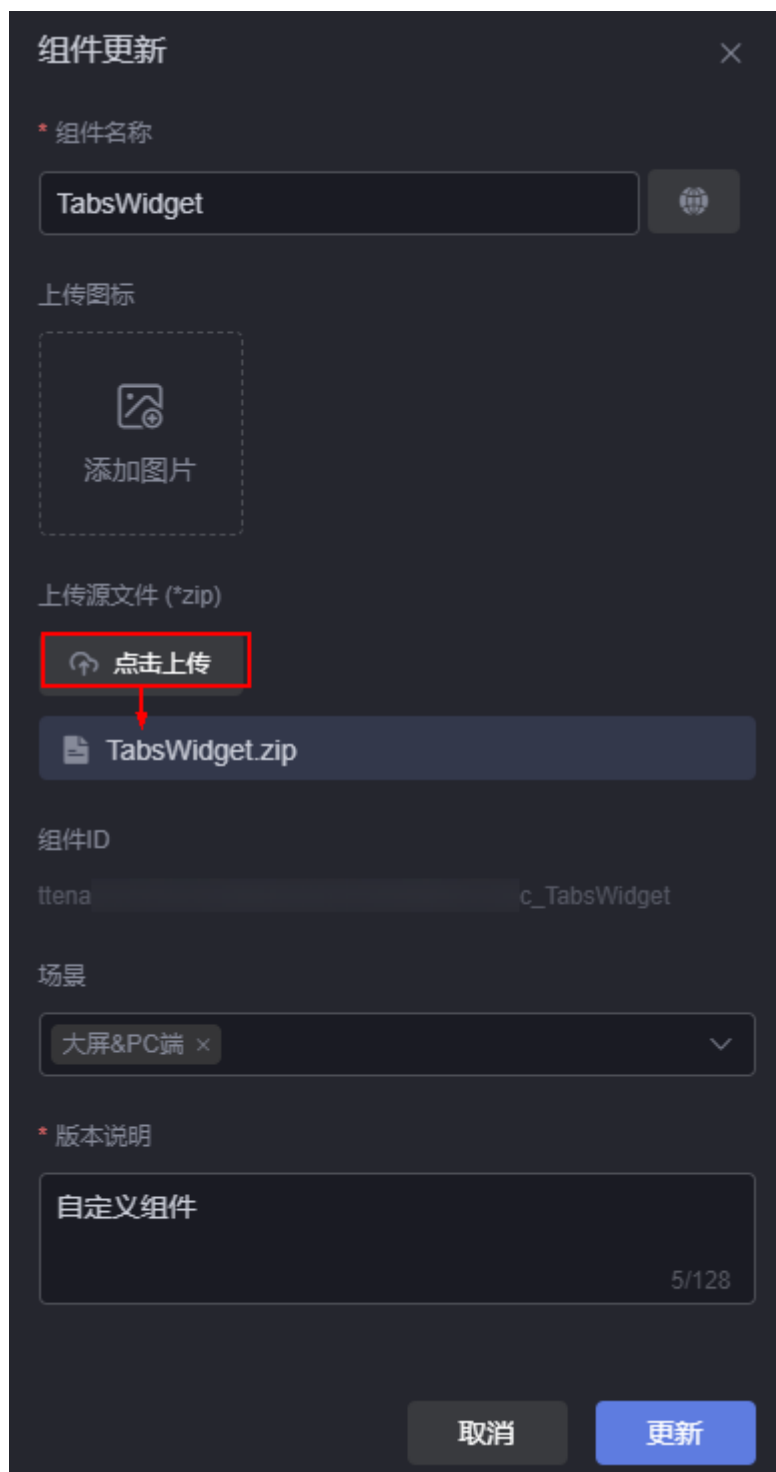 组件更新
* 组件名称
TabsWidget
上传图标
添加图片
上传源文件 (*zip)
点击上传
TabsWidget.zip
组件ID
ttena c_TabsWidget
场景
大屏&PC端 ×
* 版本说明
自定义组件
5/128
取消 更新